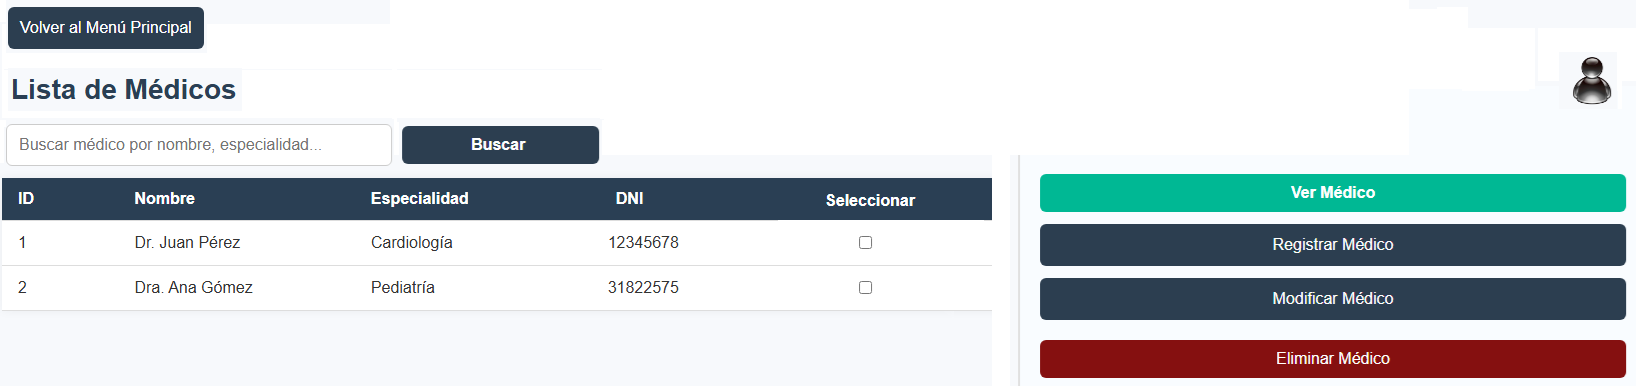 Volver al Menú Principal
Lista de Médicos
Buscar médico por nombre, especialidad...
Buscar
ID Nombre Especialidad DNI Seleccionar
1 Dr. Juan Pérez Cardiología 12345678
2 Dra. Ana Gómez Pediatría 31822575
Ver Médico
Registrar Médico
Modificar Médico
Eliminar Médico